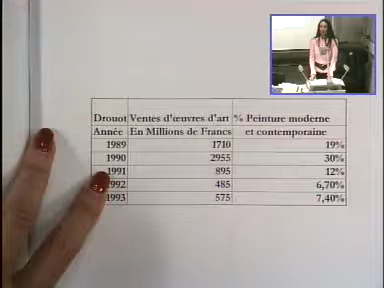 Drouot Ventes d'œuvres d'art % Peinture moderne
Année En Millions de Francs et contemporaine
1989 1710 19%
1990 2955 30%
1991 895 12%
1992 485 6,70%
1993 575 7,40%